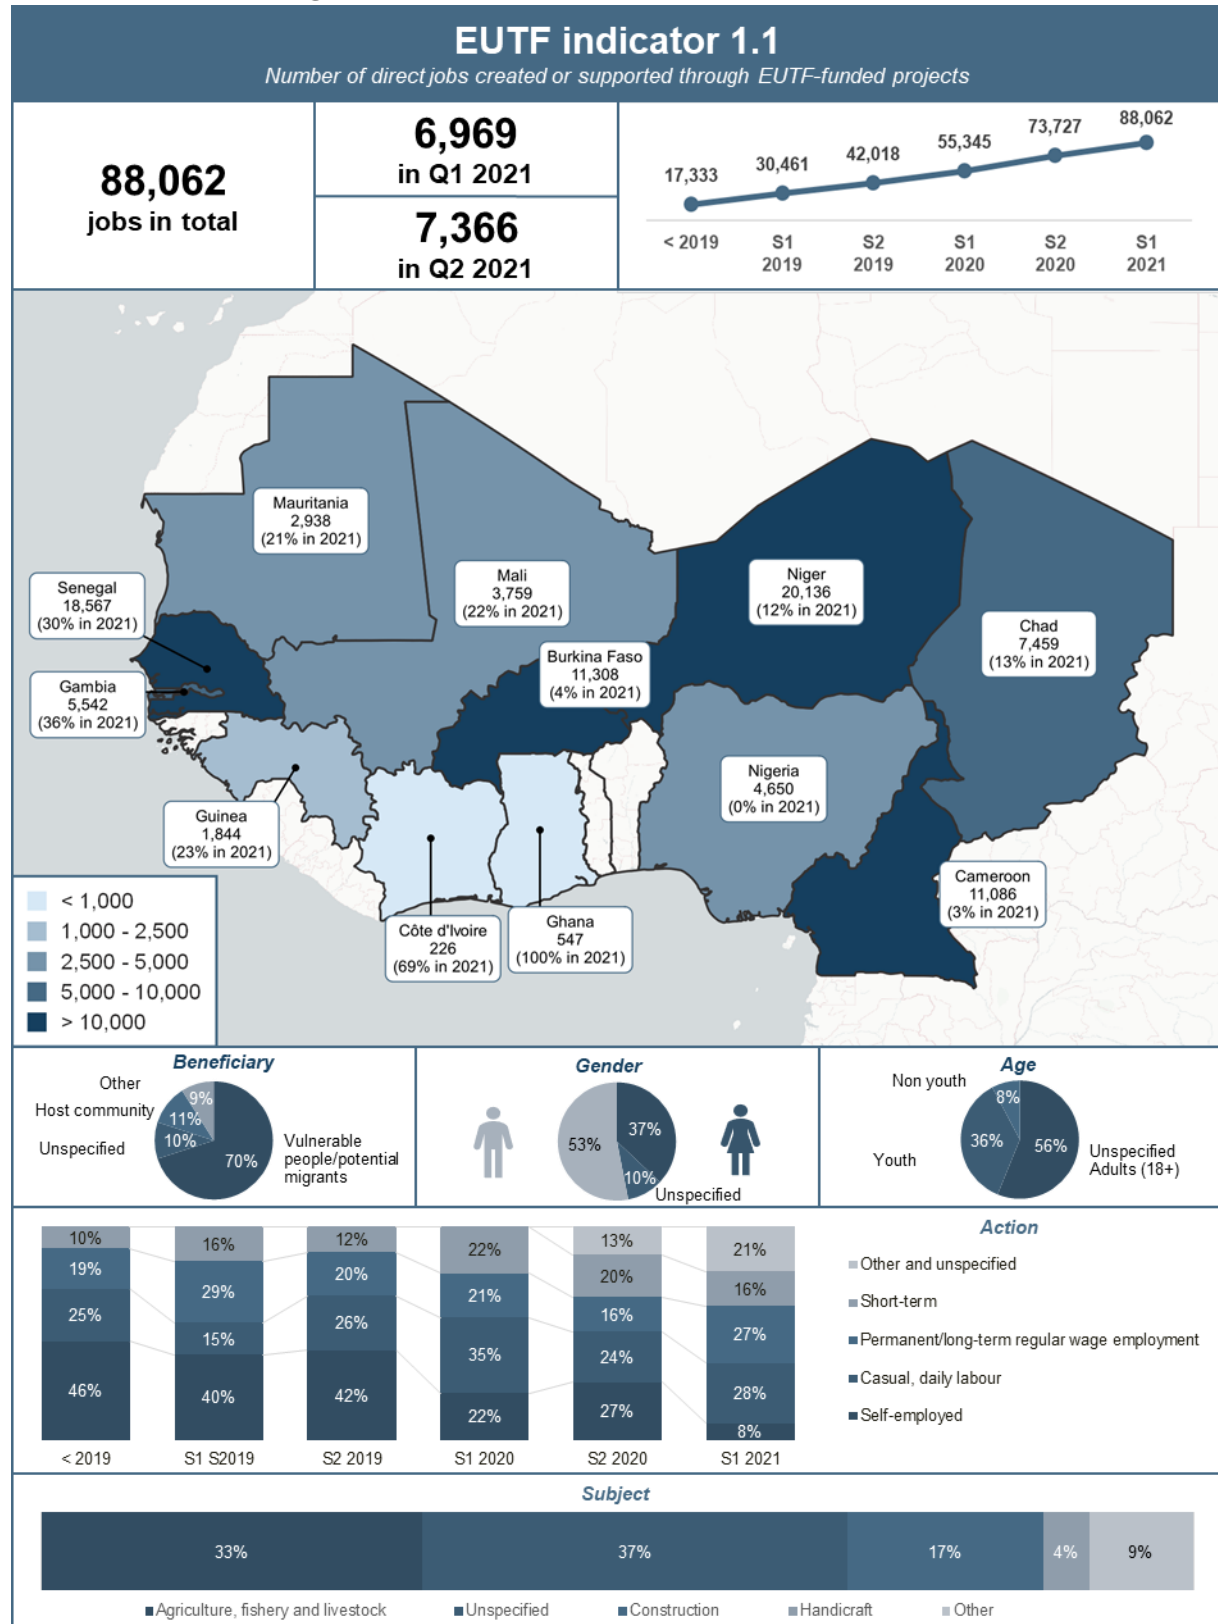 EUTF indicator 1.1
Number of direct jobs created or supported through EUTF-funded projects
88,062
jobs in total
6,969
in Q1 2021
7,366
in Q2 2021
17,333
30,461
42,018
55,345
73,727
88,062
< 2019
S1
2019
S2
2019
S1
2020
S2
2020
S1
2021
Mauritania
2,938
(21% in 2021)
Mali
3,759
(22% in 2021)
Niger
20,136
(12% in 2021)
Chad
7,459
(13% in 2021)
Senegal
18,567
(30% in 2021)
Gambia
5,542
(36% in 2021)
Burkina Faso
11,308
(4% in 2021)
Nigeria
4,650
(0% in 2021)
Guinea
1,844
(23% in 2021)
Cameroon
11,086
(3% in 2021)
Côte d'Ivoire
226
(69% in 2021)
Ghana
547
(100% in 2021)
< 1,000
1,000 - 2,500
2,500 - 5,000
5,000 - 10,000
> 10,000
Beneficiary
Other
Host community
Unspecified
9%
11%
10%
70%
Vulnerable
people/potential
migrants
Gender
53%
37%
10%
Unspecified
Age
Non youth
Youth
8%
36%
56%
Unspecified
Adults (18+)
10%
19%
25%
46%
< 2019
16%
29%
15%
40%
S1 S2019
12%
20%
26%
42%
S2 2019
22%
21%
35%
22%
S1 2020
13%
20%
16%
24%
27%
S2 2020
21%
16%
27%
28%
8%
S1 2021
Action
Other and unspecified
Short-term
Permanent/long-term regular wage employment
Casual, daily labour
Self-employed
Subject
33% 37% 17% 4% 9%
Agriculture, fishery and livestock Unspecified Construction Handicraft Other